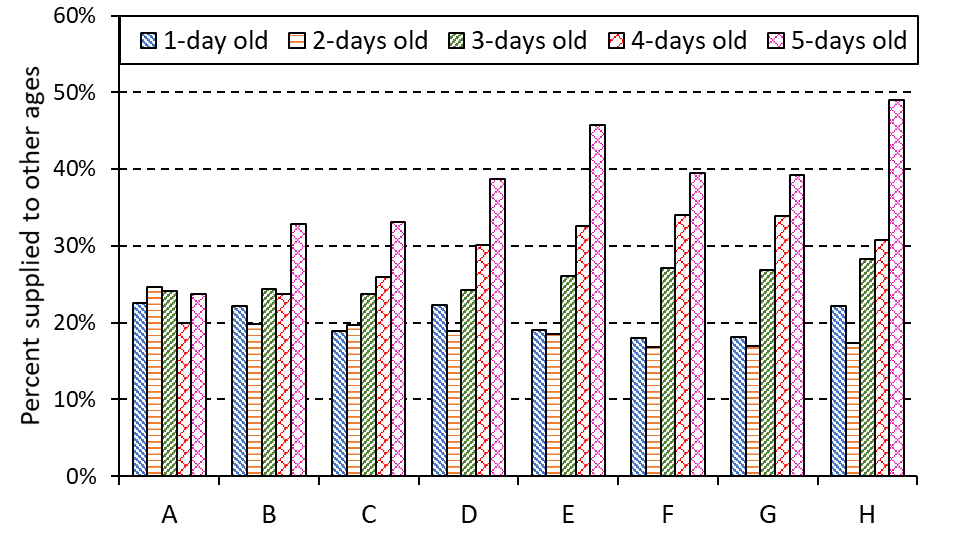 60%
1-day old 2-days old 3-days old 4-days old 5-days old
50%
40%
30%
20%
10%
0%
Percent supplied to other ages
A B C D E F G H